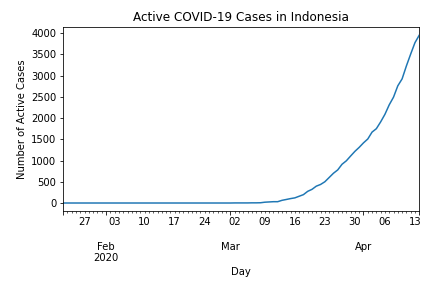 Active COVID-19 Cases in Indonesia
4000
3500
3000
2500
2000
1500
1000
500
0
Number of Active Cases
27 03 10 17 24 02 09 16 23 30 06 13
Feb Mar Apr
2020
Day